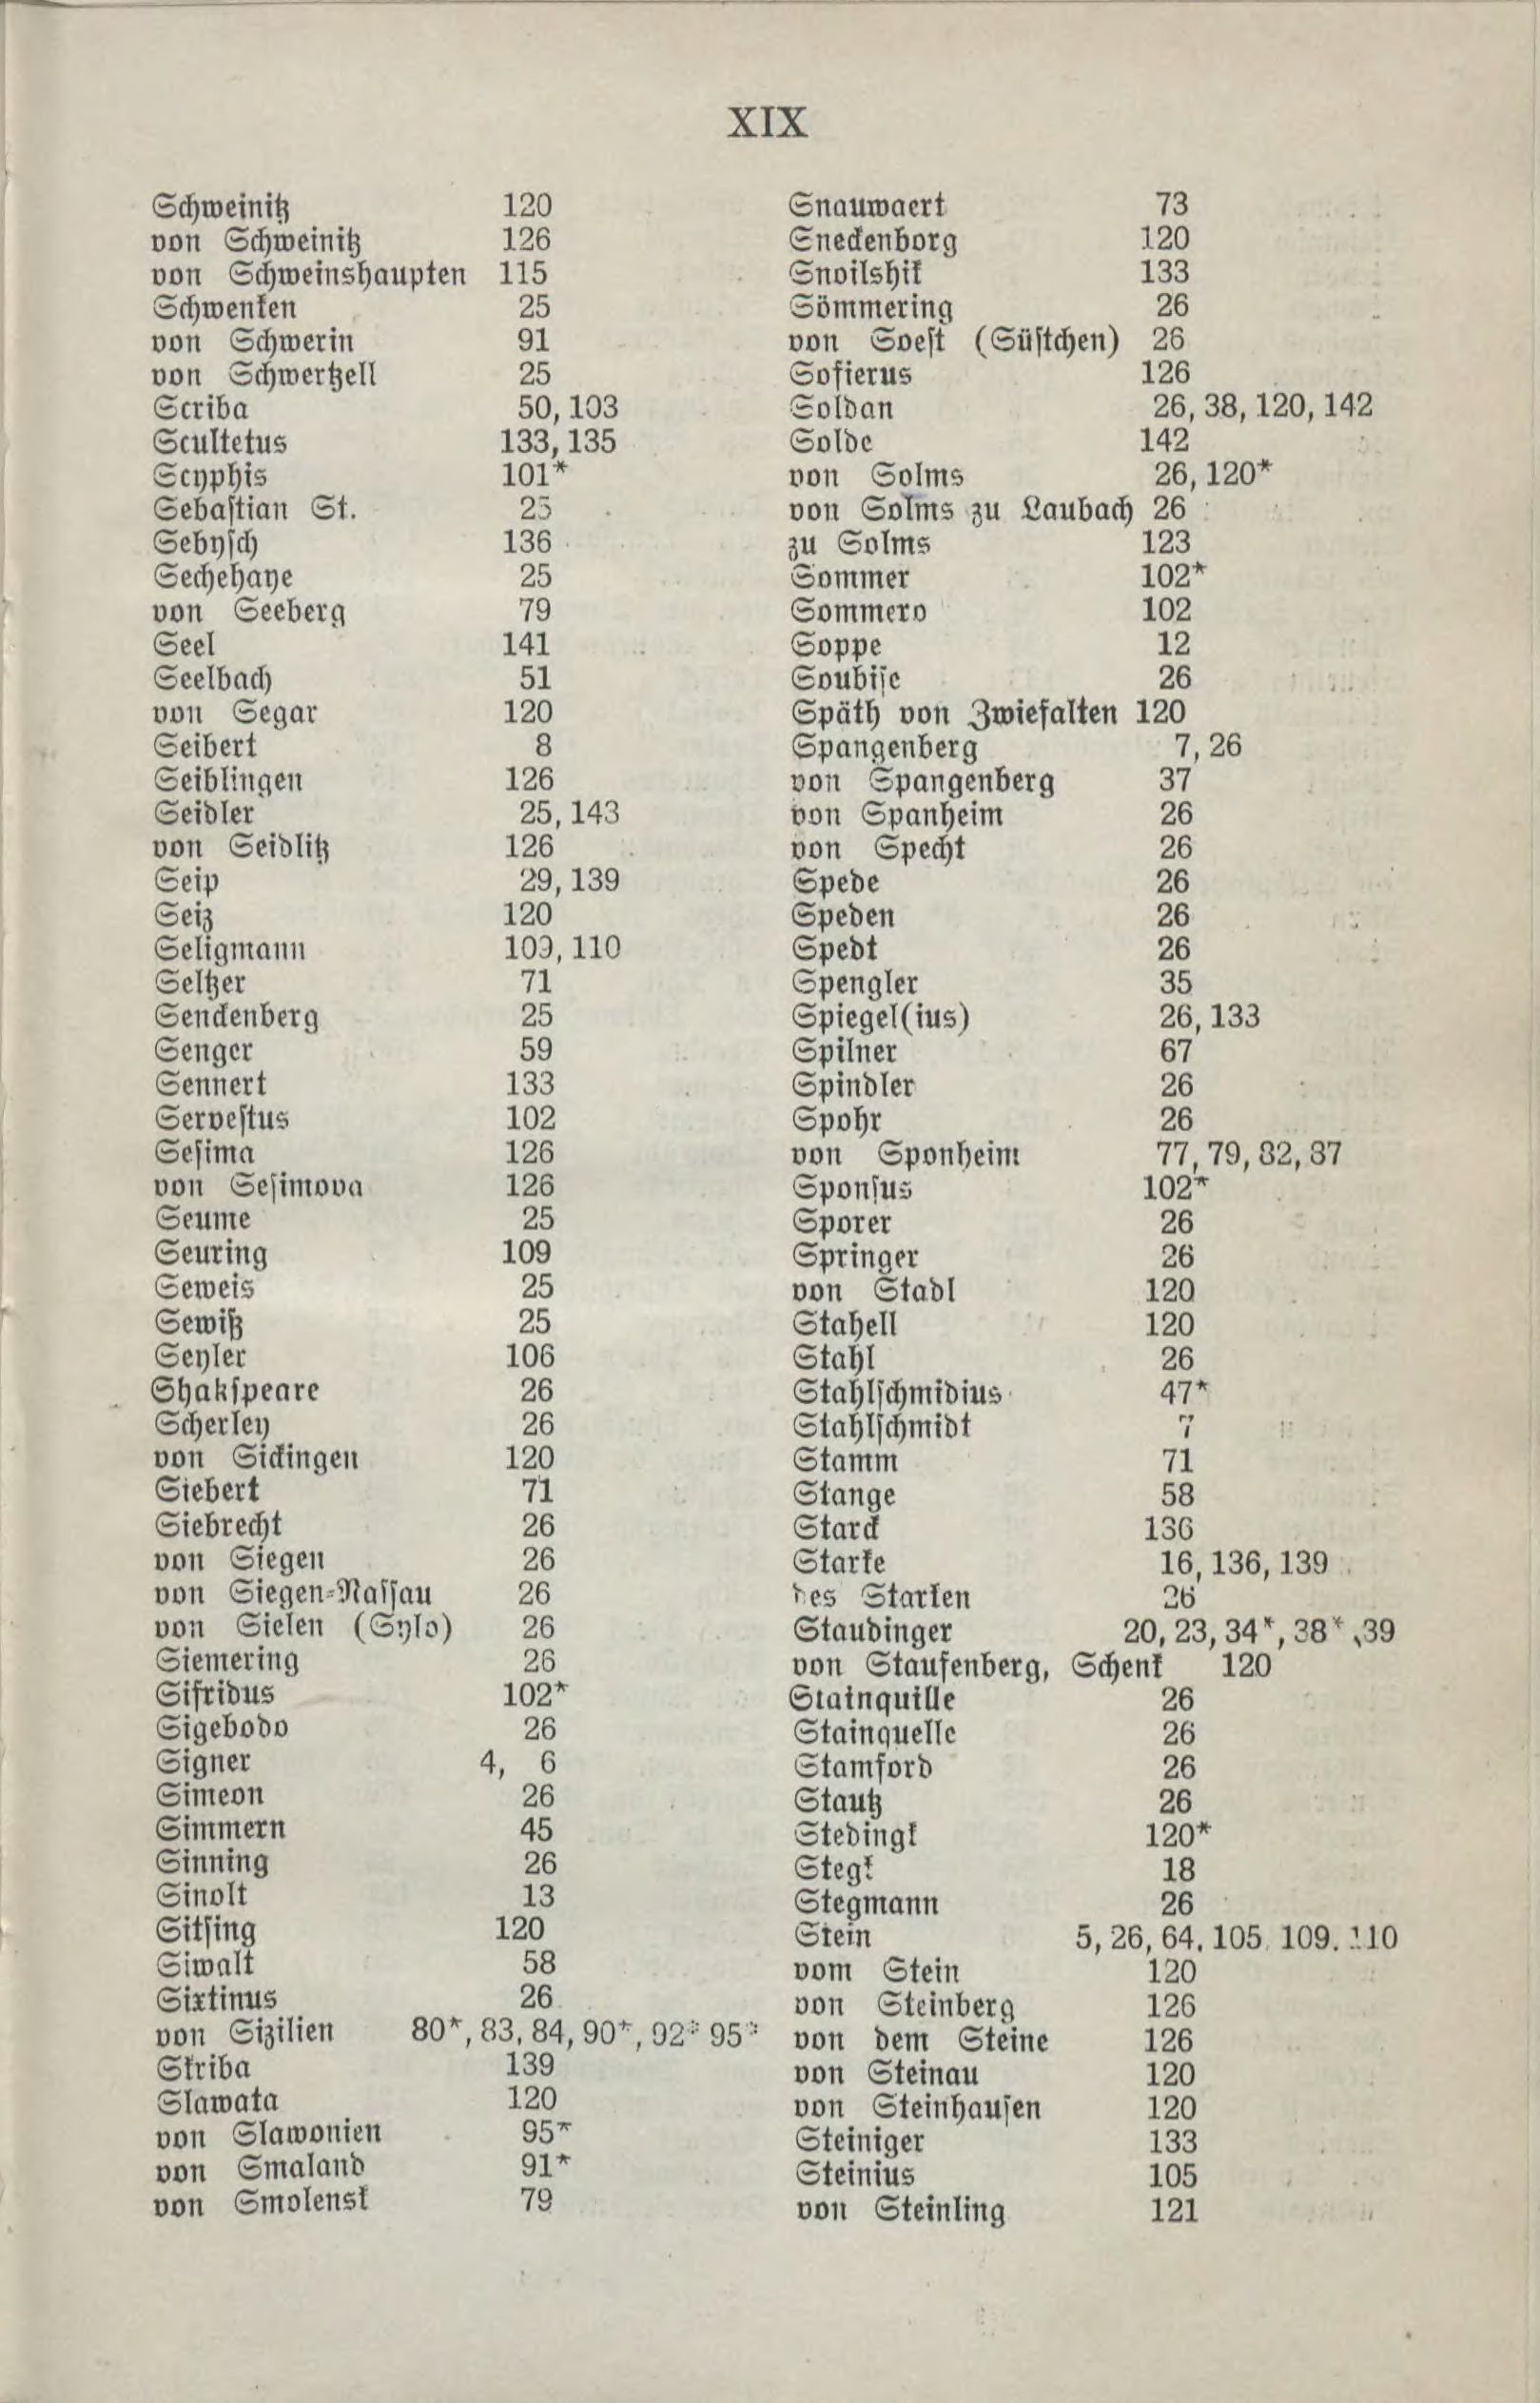 XIX
Schweinitz 120
von Schweinitz 126
von Schweinshaupten 115
Schwenken 25
von Schwerin 91
von Schwertzell 25
Scriba 50, 103
Scultetus 133, 135
Scyphis 101*
Sebaſtian St. 25
Sebyſch 136
Sechehaye 25
von Seeberg 79
Seel 141
Seelbach 51
von Segar 120
Seibert 8
Seiblingen 126
Seidler 25, 143
von Seidlitz 126
Seip 29, 139
Seiz 120
Seligmann 109, 110
Seltzer 71
Senckenberg 25
Senger 59
Sennert 133
Serveſtus 102
Seſima 126
von Seſimova 126
Seume 25
Seuring 109
Seweis 25
Sewitz 25
Seyler 106
Shakſpeare 26
Scherley 26
von Sickingen 120
Siebert 71
Siebrecht 26
von Siegen 26
von Siegen-Naſſau 26
von Sielen (Sylo) 26
Siemering 26
Sifridus 102*
Sigebodo 26
Signer 4, 6
Simeon 26
Simmern 45
Sinning 26
Sinolt 13
Sitſing 120
Siwalt 58
Sixtinus 26
von Sizilien 80*, 83, 84, 90*, 92* 95*
Skriba 139
Slawata 120
von Slawonien 95*
von Smaland 91*
von Smolensk 79
Snauwaert 73
Sneckenborg 120
Snoilshik 133
Sömmering 26
von Soeſt (Süſtchen) 26
Sofierus 126
Soldan 26, 38, 120, 142
Solde 142
von Solms 26, 120*
von Solms zu Laubach 26
zu Solms 123
Sommer 102*
Sommero 102
Soppe 12
Soubiſe 26
Späth von Zwiefalten 120
Spangenberg 7, 26
von Spangenberg 37
von Spanheim 26
von Specht 26
Spede 26
Speden 26
Spedt 26
Spengler 35
Spiegel(ius) 26, 133
Spilner 67
Spindler 26
Spohr 26
von Sponheim 77, 79, 82, 87
Sponſus 102*
Sporer 26
Springer 26
von Stadl 120
Stahell 120
Stahl 26
Stahlſchmidius 47*
Stahlſchmidt 7
Stamm 71
Stange 58
Starck 136
Starke 16, 136, 139
des Starken 26
Staudinger 20, 23, 34*, 38*, 39
von Staufenberg, Schenk 120
Stainquille 26
Stainquelle 26
Stamford 26
Stautz 26
Stedingk 120*
Stegk 18
Stegmann 26
Stein 5, 26, 64, 105, 109, 110
vom Stein 120
von Steinberg 126
von dem Steine 126
von Steinau 120
von Steinhauſen 120
Steiniger 133
Steinius 105
von Steinling 121